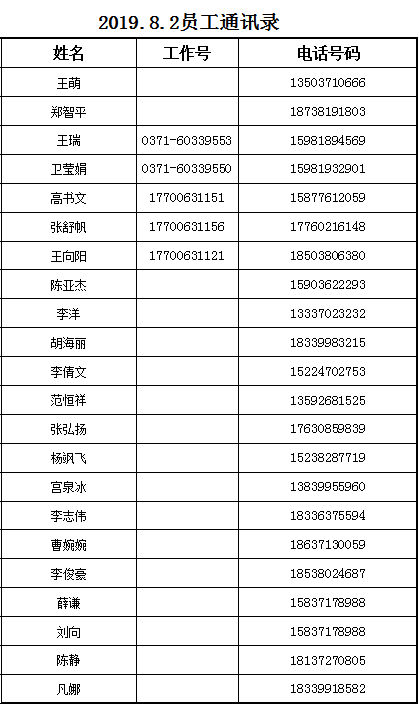 2019.8.2员工通讯录
姓名 工作号 电话号码
王萌 13503710666
郑智平 18738191803
王瑞 0371-60339553 15981894569
卫莹娟 0371-60339550 15981932901
高书文 17700631151 15877612059
张舒帆 17700631156 17760216148
王向阳 17700631121 18503806380
陈亚杰 15903622293
李洋 13337023232
胡海丽 18339983215
李倩文 15224702753
范恒祥 13592681525
张弘扬 17630859839
杨飒飞 15238287719
宫泉冰 13839955960
李志伟 18336375594
曹婉婉 18637130059
李俊豪 18538024687
薛谦 15837178988
刘向 15837178988
陈静 18137270805
凡娜 18339918582